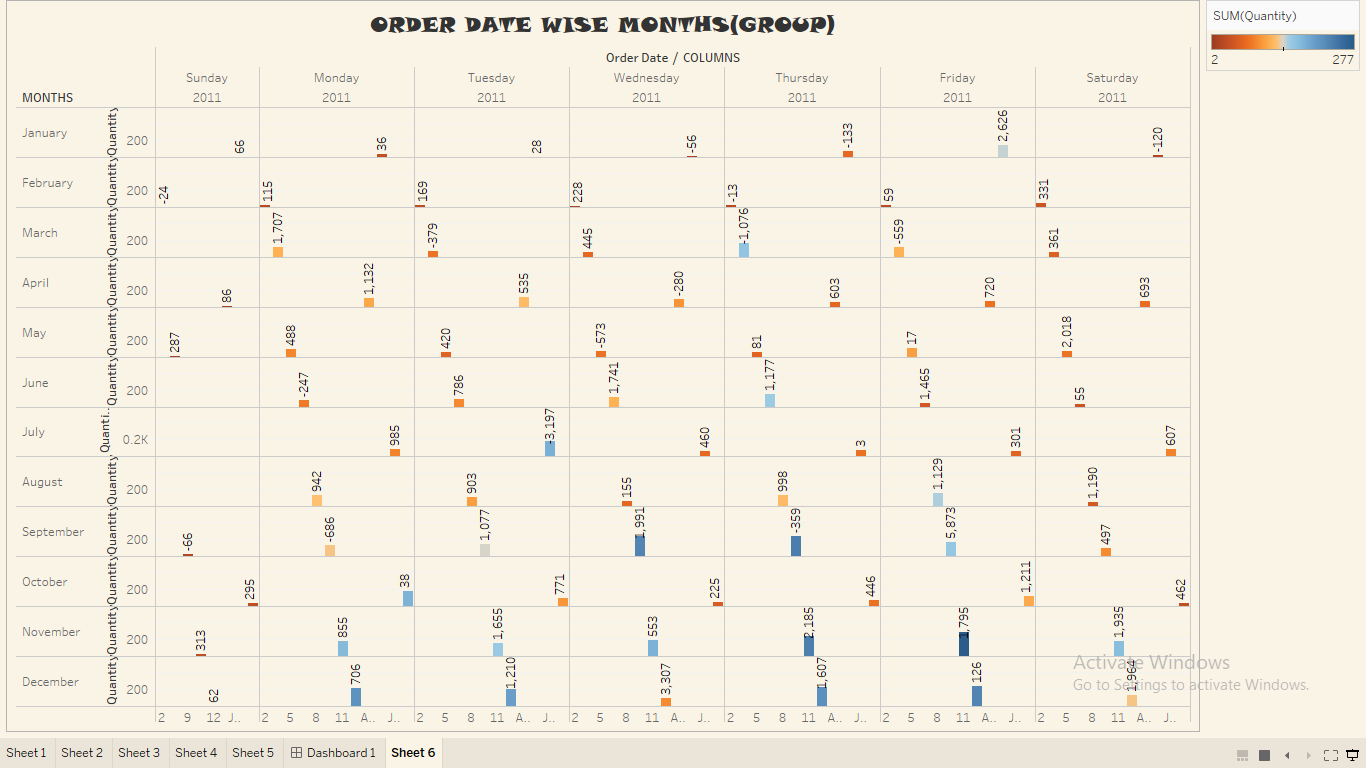 ORDER DATE WISE MONTHS(GROUP)
SUM(Quantity)
2 277
Order Date / COLUMNS
Sunday Monday Tuesday Wednesday Thursday Friday Saturday
MONTHS 2011 2011 2011 2011 2011 2011 2011
January Quantity 200 66 36 28 -56 -133 2,626 -120
February Quantity 200 -24 115 169 228 -13 59 331
March Quantity 200 1,707 -379 445 -1,076 -559 361
April Quantity 200 86 1,132 535 -280 603 720 693
May Quantity 200 287 488 420 -573 81 17 2,018
June Quantity 200 -247 786 1,741 1,177 1,465 55
July Quanti.. 0.2K 985 -3,197 460 3 301 607
August Quantity 200 942 903 155 998 1,129 1,190
September Quantity 200 -66 -686 1,077 1,991 -359 5,873 497
October Quantity 200 295 38 771 225 446 1,211 462
November Quantity 200 313 855 1,655 553 2,185 1,795 1,935
December Quantity 200 62 706 1,210 3,307 1,607 126 1,964
2 9 12 J.. 2 5 8 11 A.. J.. 2 5 8 11 A.. J.. 2 5 8 11 A.. J.. 2 5 8 11 A.. J.. 2 5 8 11 A.. J.. 2 5 8 11 A.. J..
Activate Windows
Go to Settings to activate Windows.
Sheet 1 Sheet 2 Sheet 3 Sheet 4 Sheet 5 Dashboard 1 Sheet 6